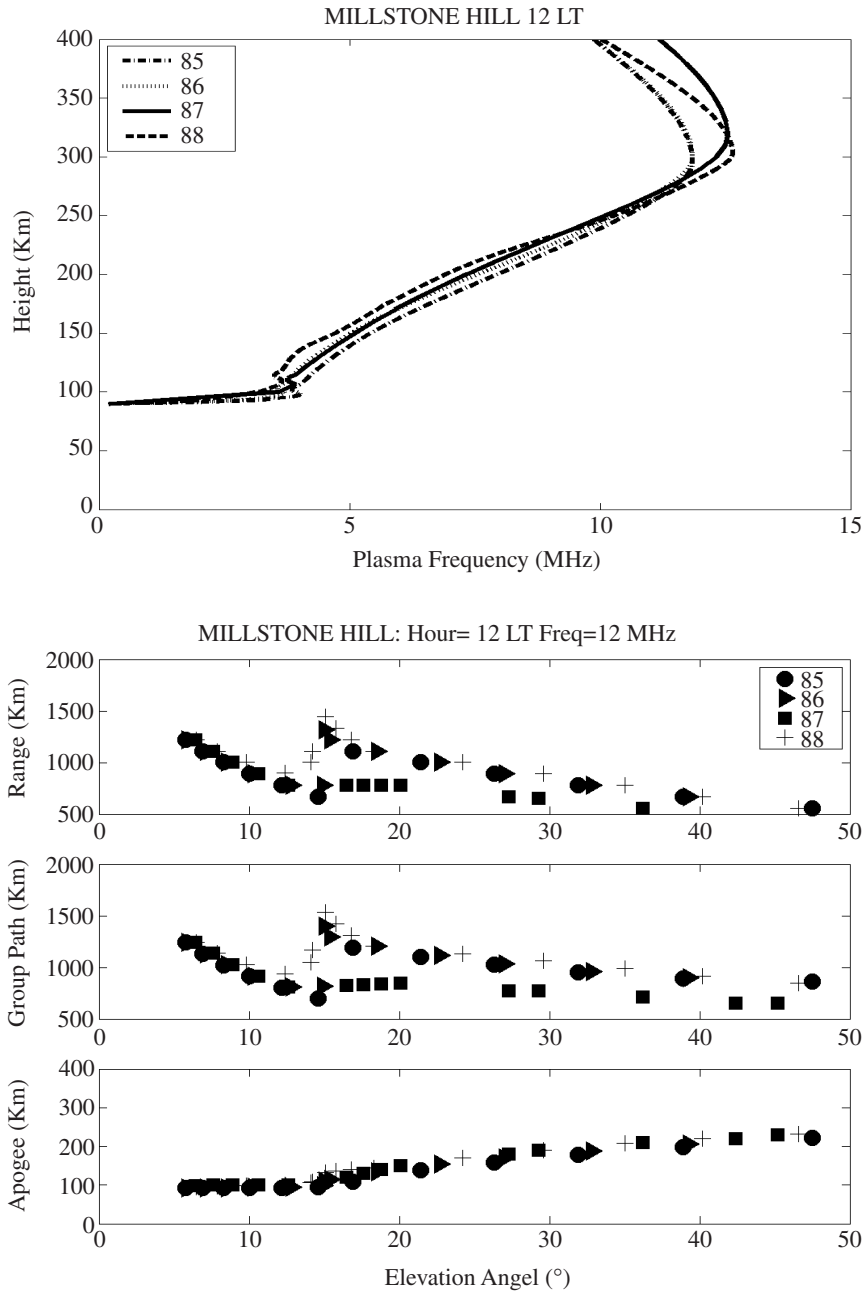 MILLSTONE HILL 12 LT
400
350
300
250
200
150
100
50
0
85
86
87
88
Height (Km)
0 5 10 15
Plasma Frequency (MHz)
MILLSTONE HILL: Hour= 12 LT Freq=12 MHz
2000
1500
1000
500
Range (Km)
85
86
87
88
0 10 20 30 40 50
2000
1500
1000
500
Group Path (Km)
0 10 20 30 40 50
400
300
200
100
0
Apogee (Km)
0 10 20 30 40 50
Elevation Angel (°)